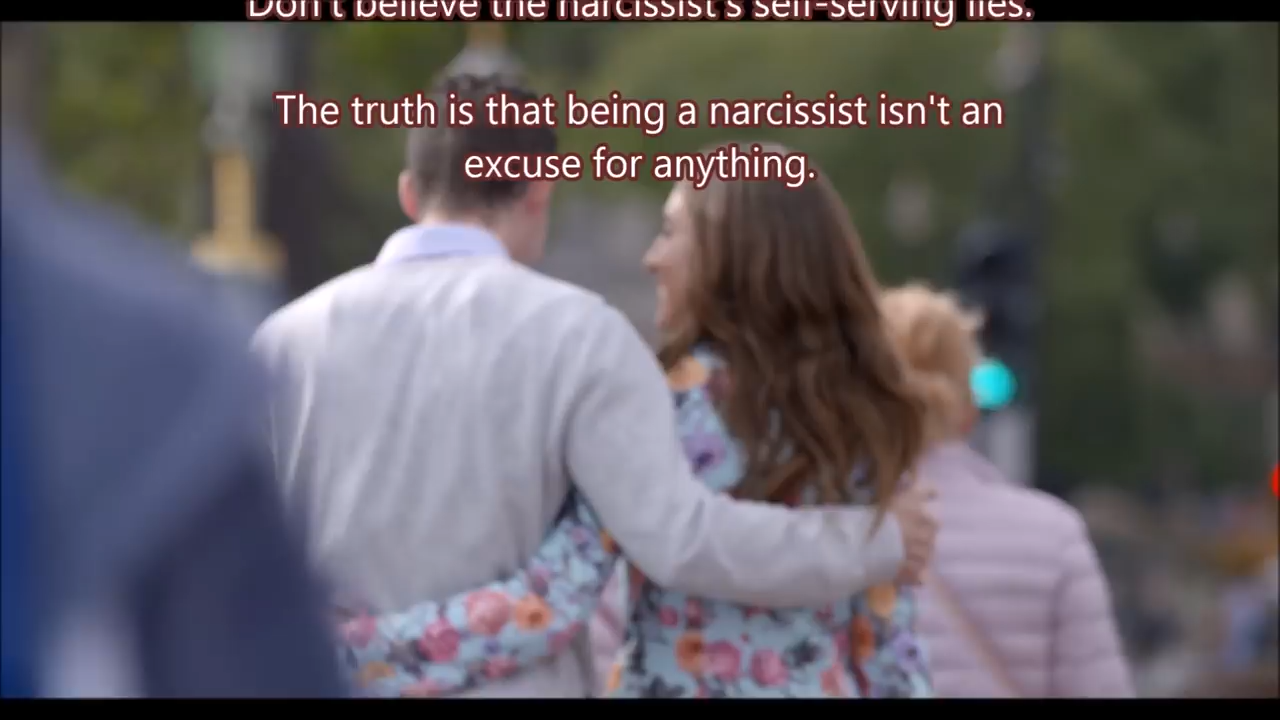 Don't believe the narcissist's self-serving lies.
The truth is that being a narcissist isn't an
excuse for anything.